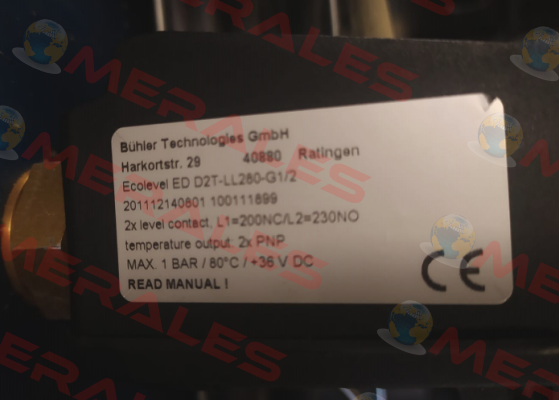 Bühler Technologies GmbH
Harkortstr. 29 40880 Ratingen
Ecolevel ED D2T-LL280-G1/2
201112140801 100111899
2x level contact, L1=200NC/L2=230NO
temperature output: 2x PNP
MAX. 1 BAR / 80°C / +36 V DC
READ MANUAL !
CE
MERALES
MERALES
MERALES
MERALES
MERALES